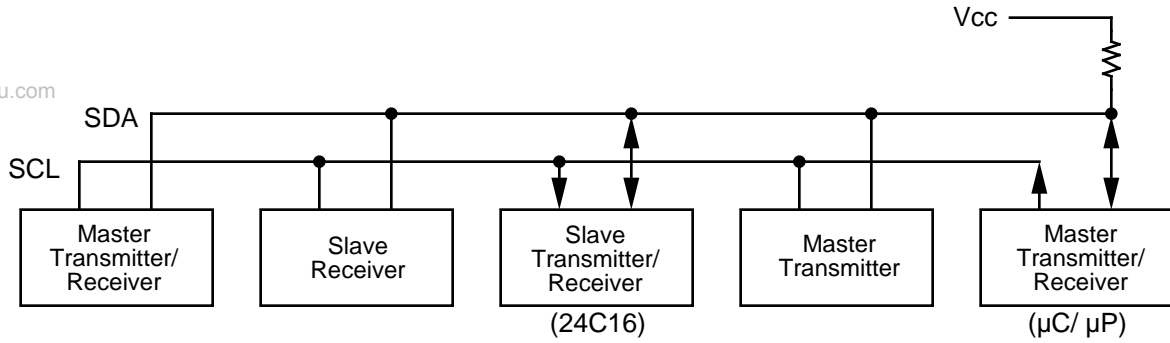 Vcc
u.com
SDA
SCL
Master
Transmitter/
Receiver
Slave
Receiver
Slave
Transmitter/
Receiver
Master
Transmitter
Master
Transmitter/
Receiver
(24C16)
(µC/ µP)